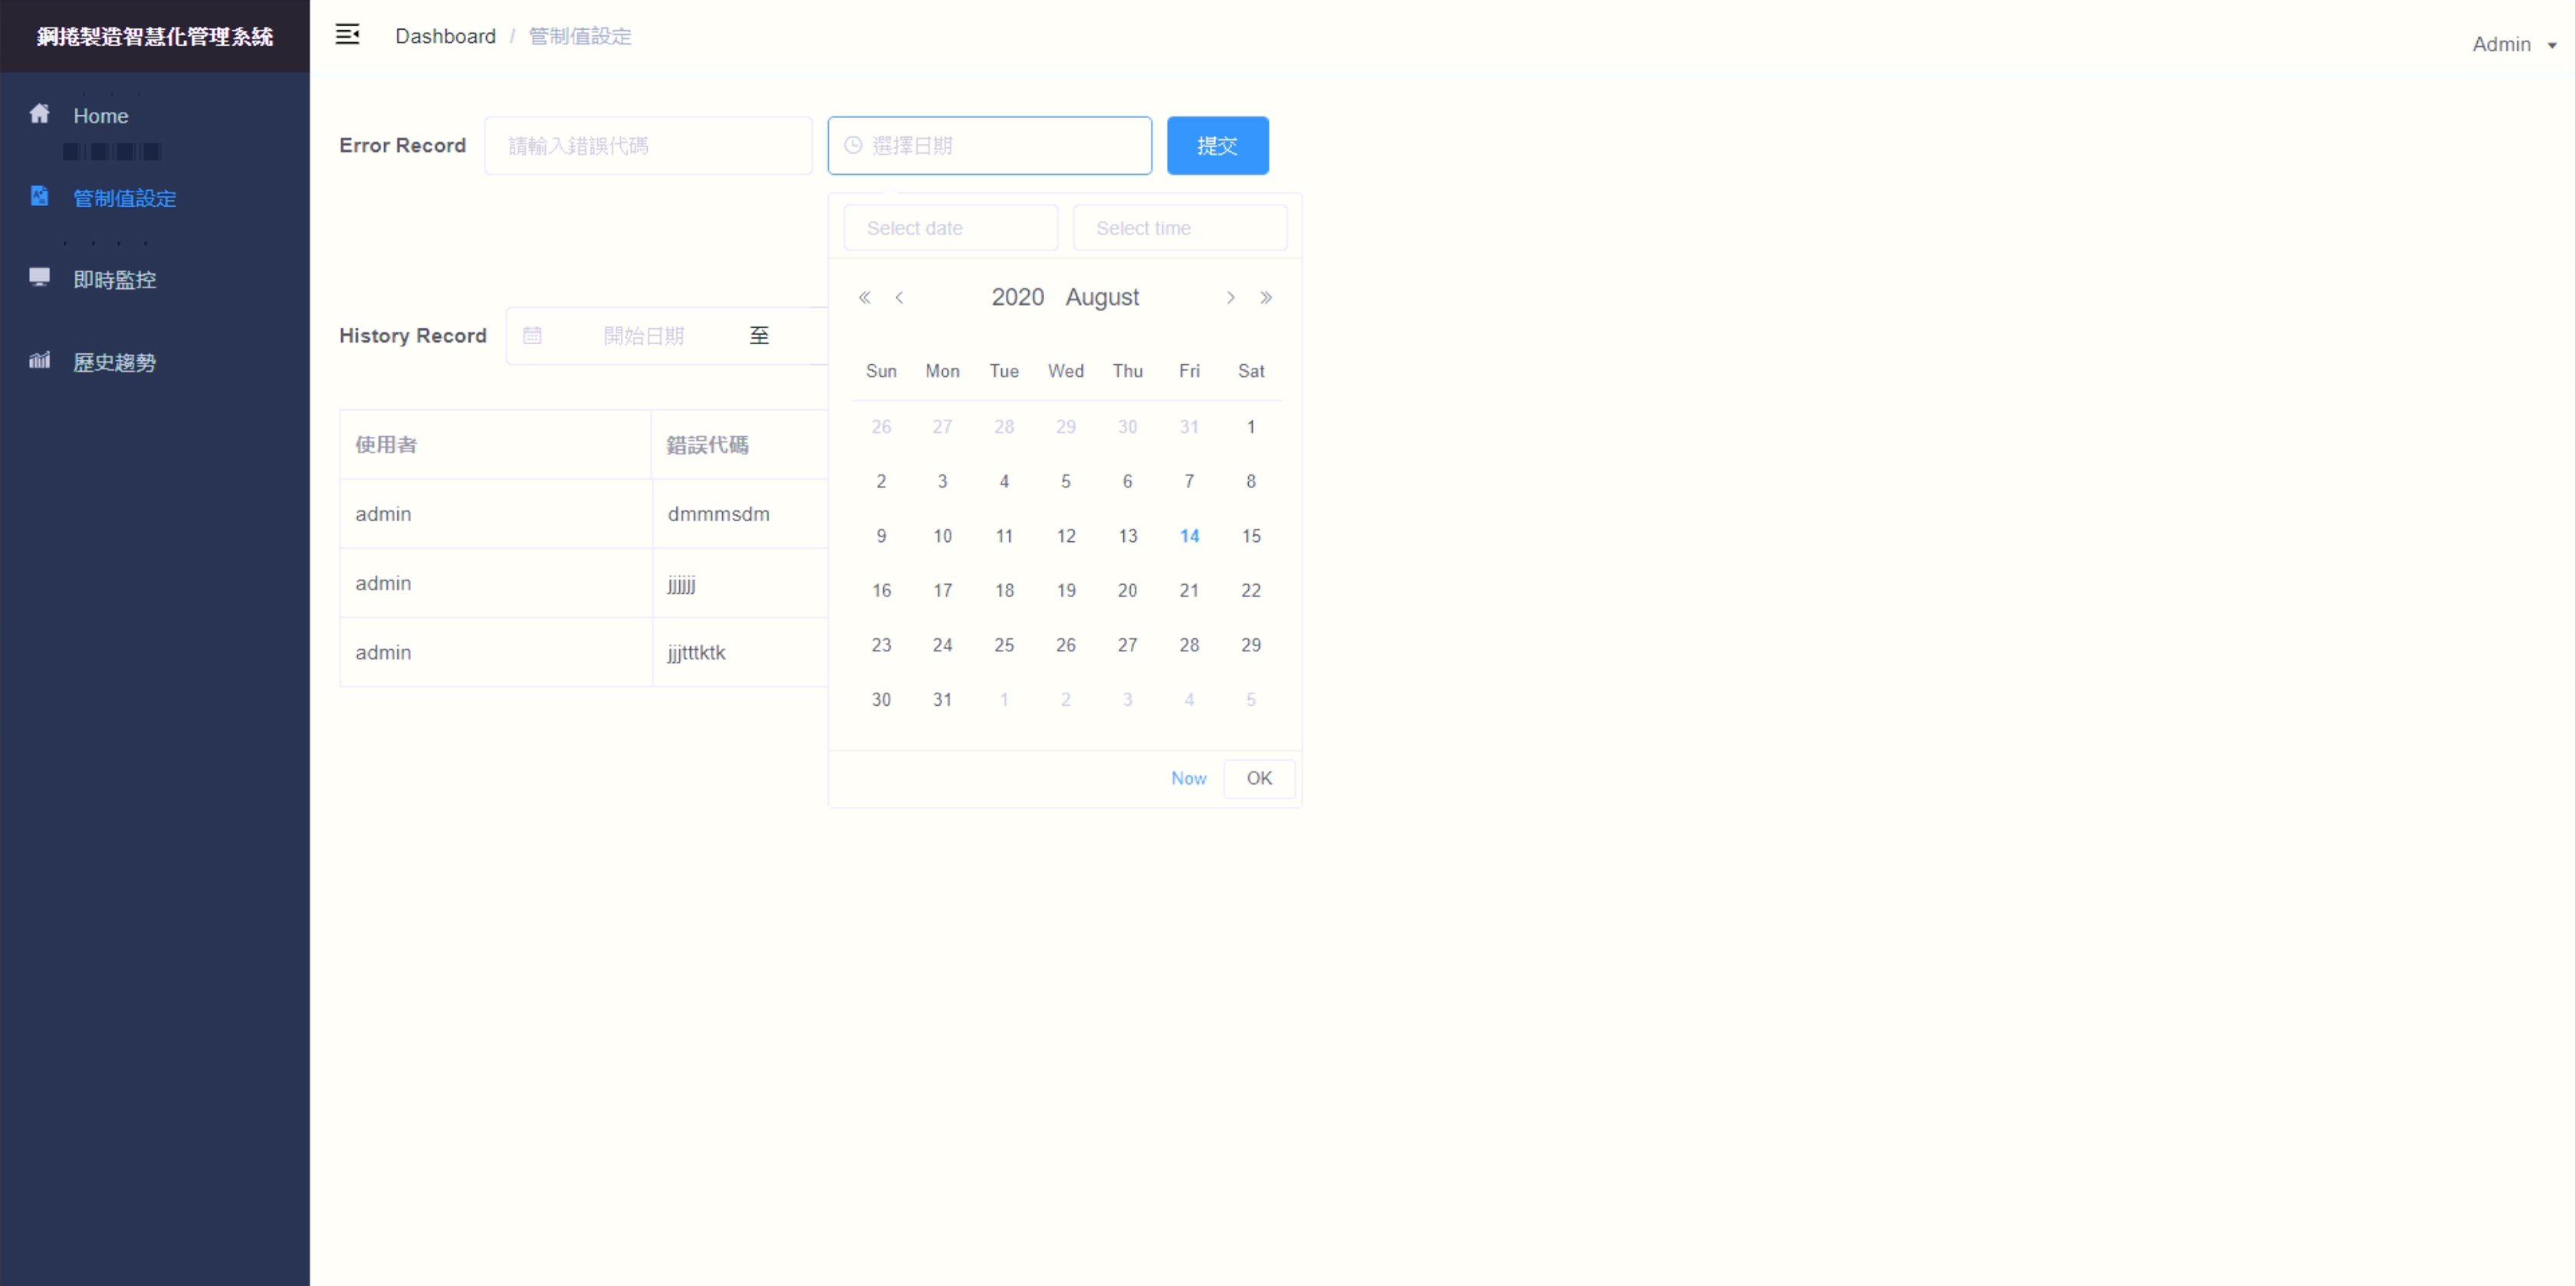 鋼捲製造智慧化管理系統
Home
管制值設定
即時監控
歷史趨勢
Dashboard / 管制值設定
Admin
Error Record 請輸入錯誤代碼 選擇日期 提交
Select date Select time
2020 August
Sun Mon Tue Wed Thu Fri Sat
26 27 28 29 30 31 1
2 3 4 5 6 7 8
9 10 11 12 13 14 15
16 17 18 19 20 21 22
23 24 25 26 27 28 29
30 31 1 2 3 4 5
Now OK
History Record 開始日期 至
使用者 錯誤代碼
admin dmmmsdm
admin jjjjjj
admin jjjtttktk